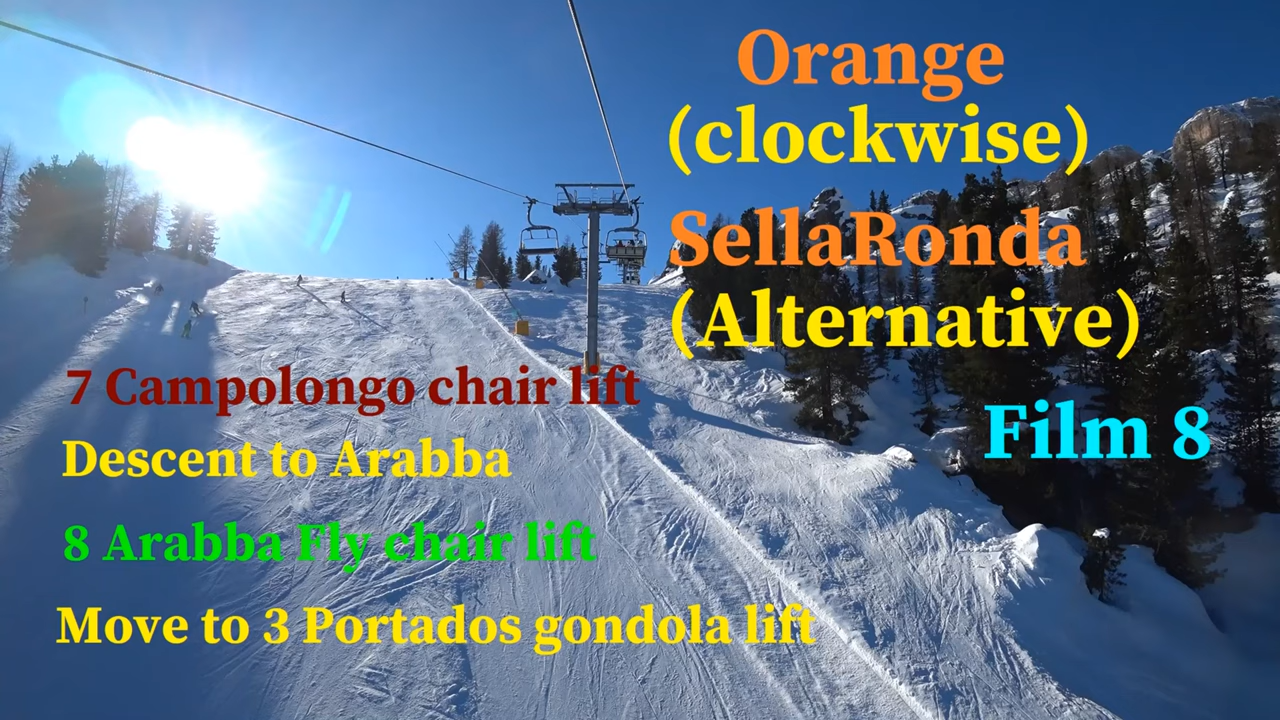 Orange
(clockwise)
SellaRonda
(Alternative)
Film 8
7 Campolongo chair lift
Descent to Arabba
8 Arabba Fly chair lift
Move to 3 Portados gondola lift